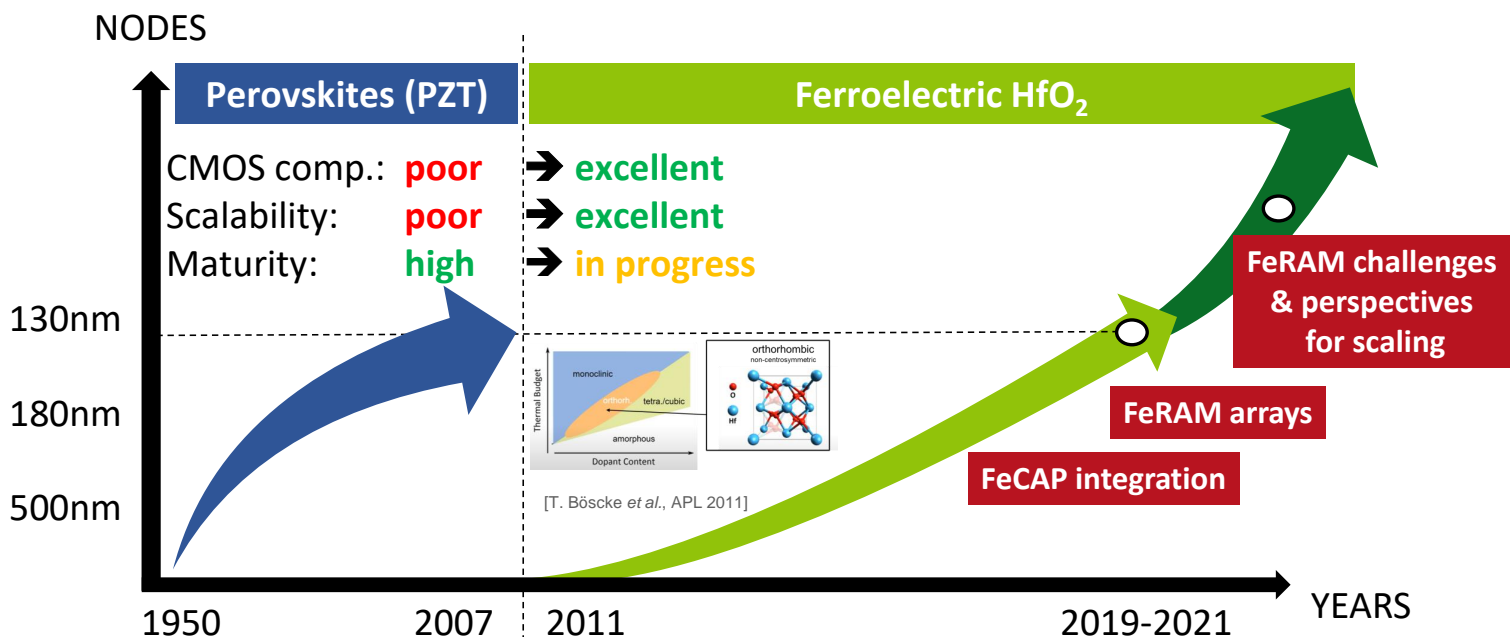 NODES
Perovskites (PZT)
Ferroelectric HfO₂
CMOS comp.: poor ➔ excellent
Scalability: poor ➔ excellent
Maturity: high ➔ in progress
130nm
180nm
500nm
Thermal Budget
monoclinic
orthorh.
tetra./cubic
amorphous
Dopant Content
orthorhombic
non-centrosymmetric
O
Hf
[T. Böscke et al., APL 2011]
FeRAM challenges
& perspectives
for scaling
FeRAM arrays
FeCAP integration
1950
2007
2011
2019-2021
YEARS